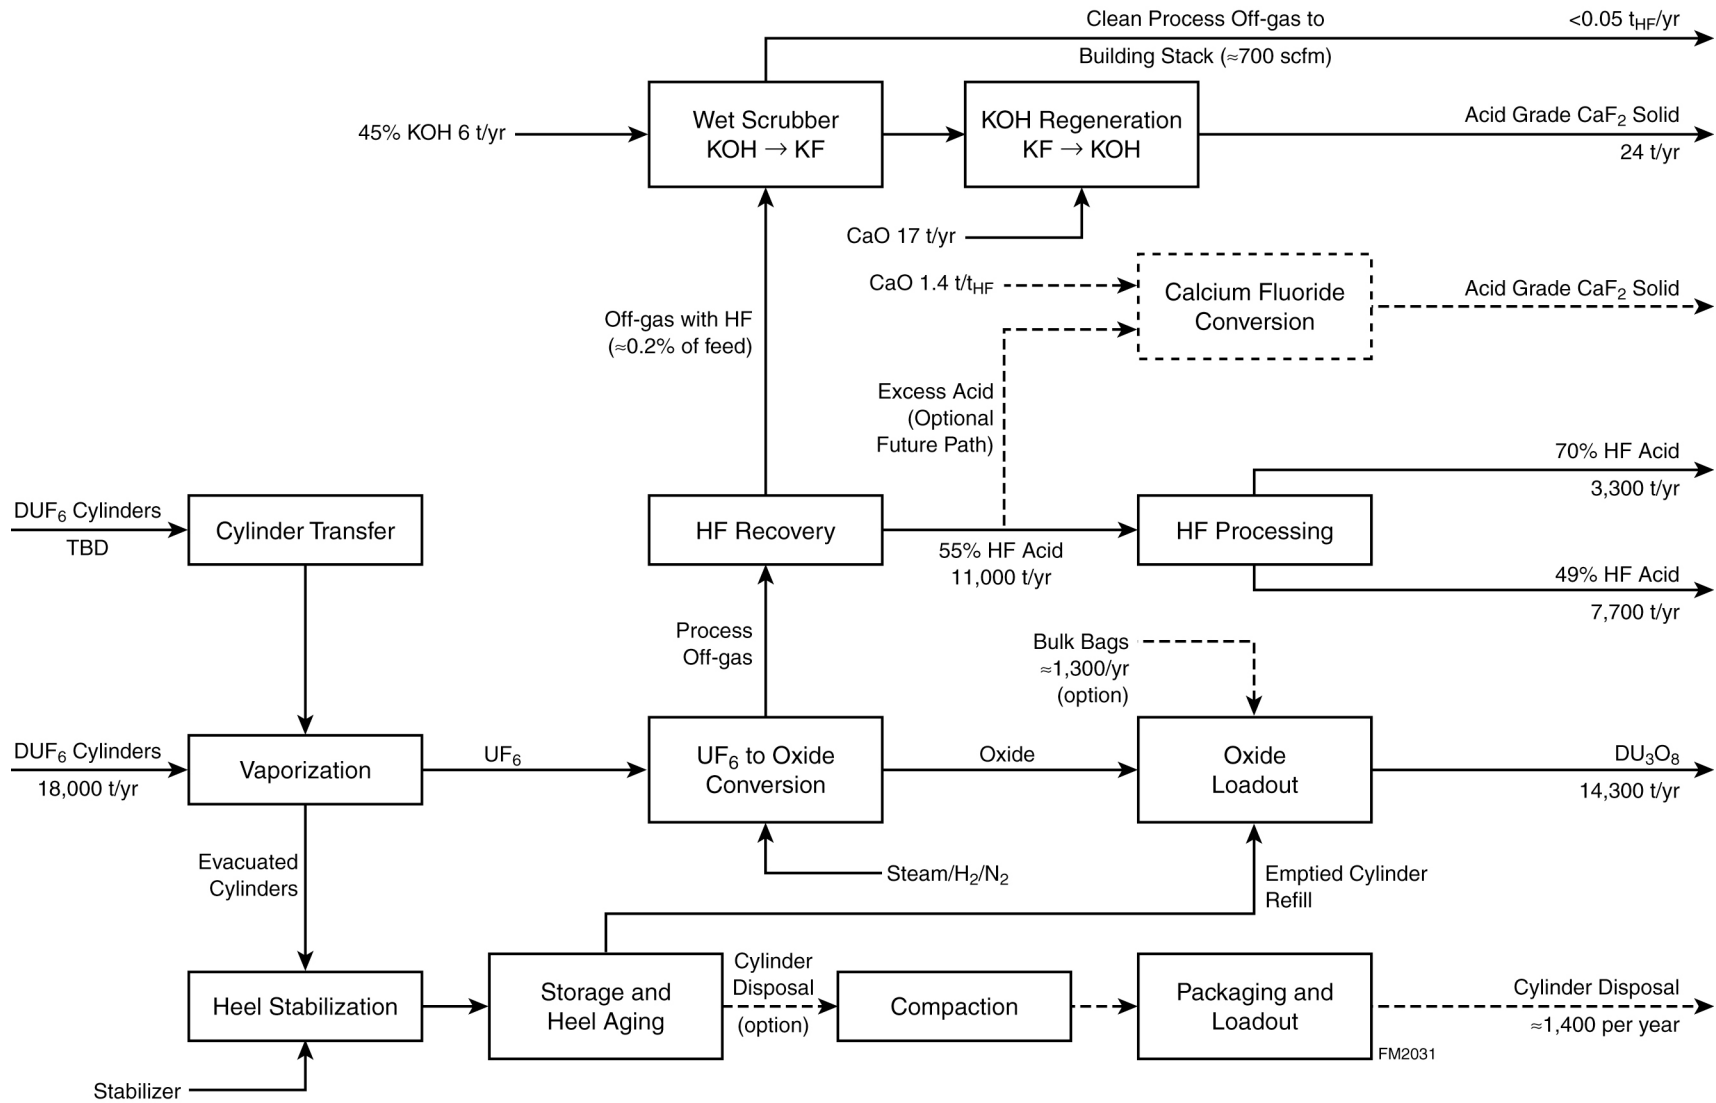 Clean Process Off-gas to
<0.05 tHF/yr
Building Stack (≈700 scfm)
45% KOH 6 t/yr
Wet Scrubber
KOH → KF
KOH Regeneration
KF → KOH
Acid Grade CaF2 Solid
24 t/yr
CaO 17 t/yr
CaO 1.4 t/tHF
Calcium Fluoride
Conversion
Acid Grade CaF2 Solid
Off-gas with HF
(≈0.2% of feed)
Excess Acid
(Optional
Future Path)
DUF6 Cylinders
TBD
Cylinder Transfer
HF Recovery
55% HF Acid
11,000 t/yr
HF Processing
70% HF Acid
3,300 t/yr
49% HF Acid
7,700 t/yr
Process
Off-gas
Bulk Bags
≈1,300/yr
(option)
DUF6 Cylinders
18,000 t/yr
Vaporization
UF6
UF6 to Oxide
Conversion
Oxide
Oxide
Loadout
DU3O8
14,300 t/yr
Evacuated
Cylinders
Steam/H2/N2
Emptied Cylinder
Refill
Heel Stabilization
Storage and
Heel Aging
Cylinder
Disposal
(option)
Compaction
Packaging and
Loadout
Cylinder Disposal
≈1,400 per year
FM2031
Stabilizer